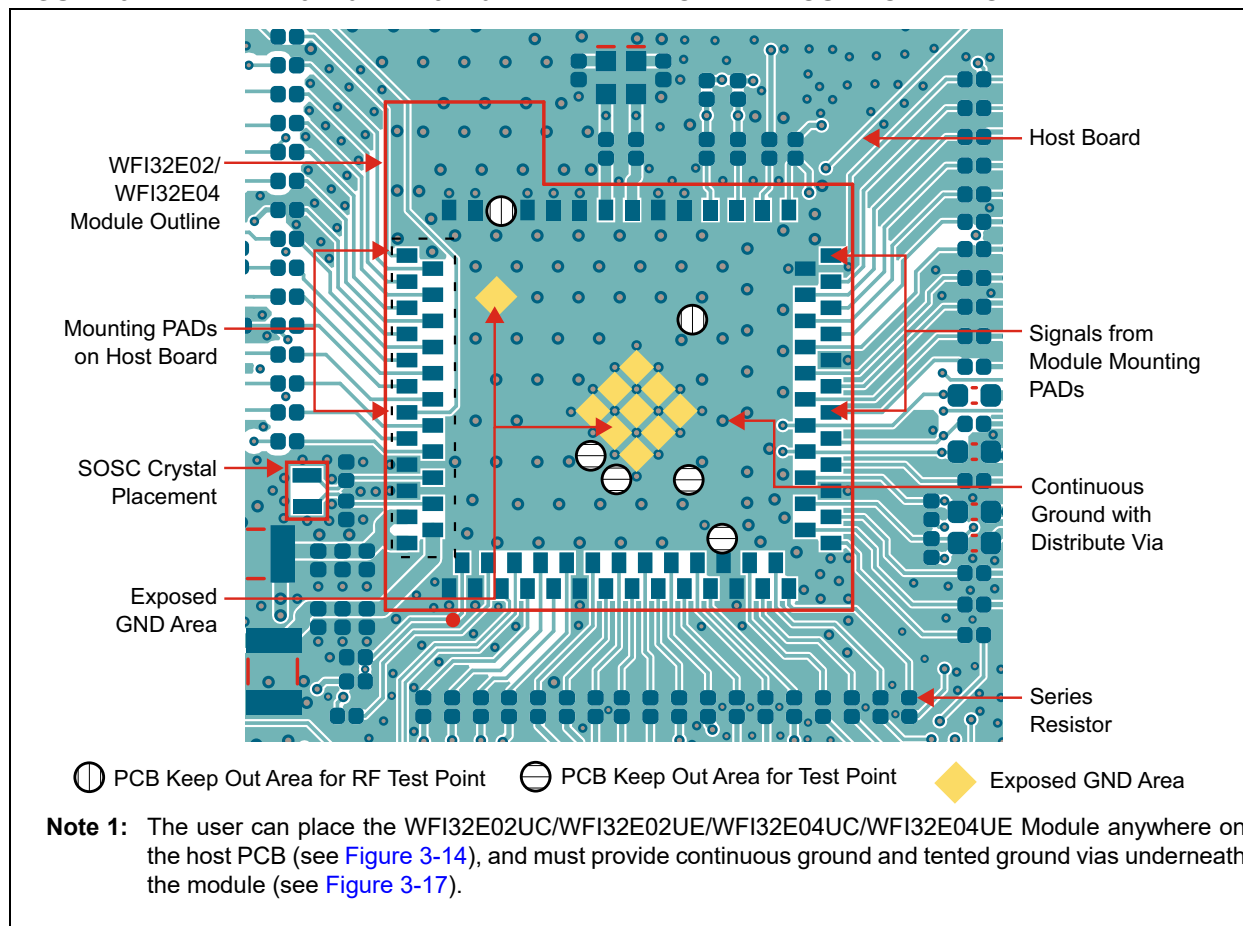 WFI32E02/
WFI32E04
Module Outline
Mounting PADs
on Host Board
SOSC Crystal
Placement
Exposed
GND Area
Host Board
Signals from
Module Mounting
PADs
Continuous
Ground with
Distribute Via
Series
Resistor
PCB Keep Out Area for RF Test Point
PCB Keep Out Area for Test Point
Exposed GND Area
Note 1: The user can place the WFI32E02UC/WFI32E02UE/WFI32E04UC/WFI32E04UE Module anywhere on
the host PCB (see Figure 3-14), and must provide continuous ground and tented ground vias underneath
the module (see Figure 3-17).